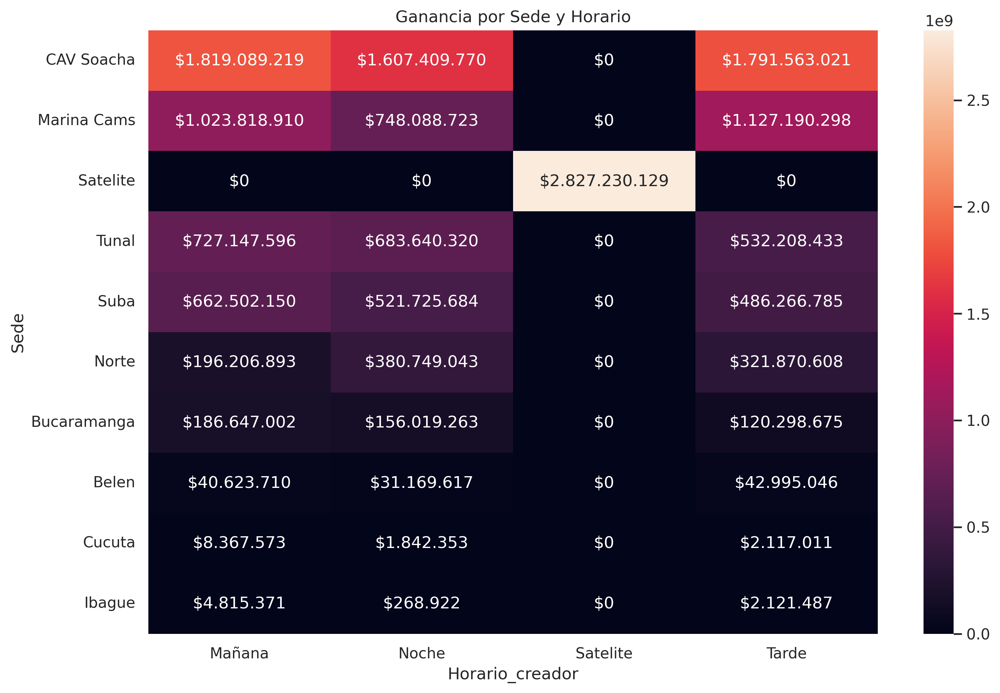 Ganancia por Sede y Horario
1e9
CAV Soacha $1.819.089.219 $1.607.409.770 $0 $1.791.563.021
Marina Cams $1.023.818.910 $748.088.723 $0 $1.127.190.298
Satelite $0 $0 $2.827.230.129 $0
Tunal $727.147.596 $683.640.320 $0 $532.208.433
Suba $662.502.150 $521.725.684 $0 $486.266.785
Norte $196.206.893 $380.749.043 $0 $321.870.608
Bucaramanga $186.647.002 $156.019.263 $0 $120.298.675
Belen $40.623.710 $31.169.617 $0 $42.995.046
Cucuta $8.367.573 $1.842.353 $0 $2.117.011
Ibague $4.815.371 $268.922 $0 $2.121.487
Sede
Mañana Noche Satelite Tarde
Horario_creador
2.5
2.0
1.5
1.0
0.5
0.0